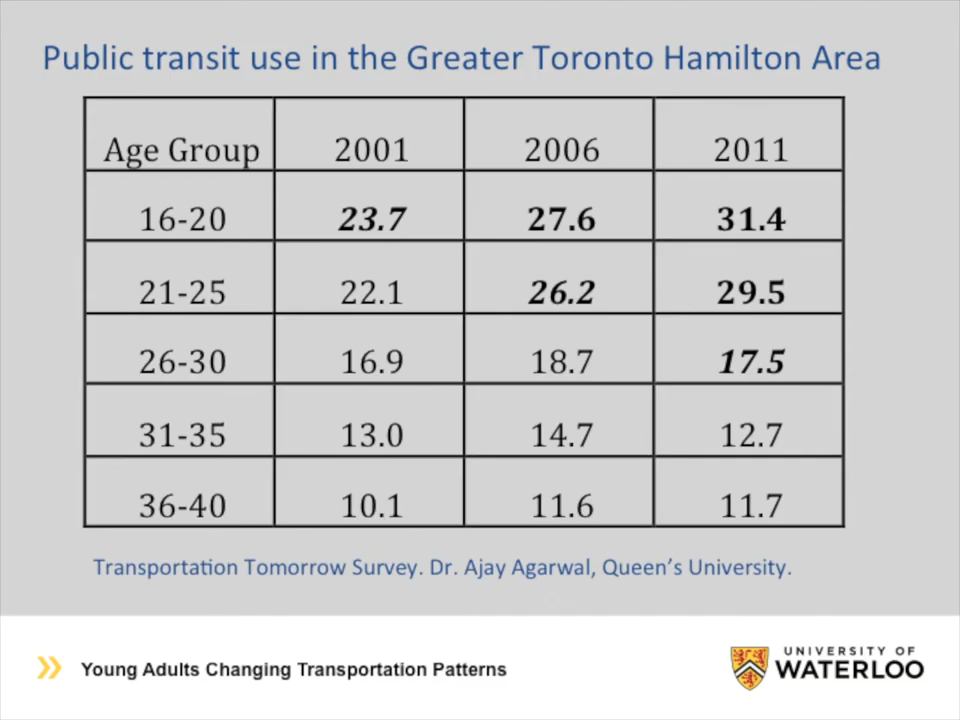 Public transit use in the Greater Toronto Hamilton Area
Age Group 2001 2006 2011
16-20 23.7 27.6 31.4
21-25 22.1 26.2 29.5
26-30 16.9 18.7 17.5
31-35 13.0 14.7 12.7
36-40 10.1 11.6 11.7
Transportation Tomorrow Survey. Dr. Ajay Agarwal, Queen's University.
Young Adults Changing Transportation Patterns
UNIVERSITY OF
WATERLOO